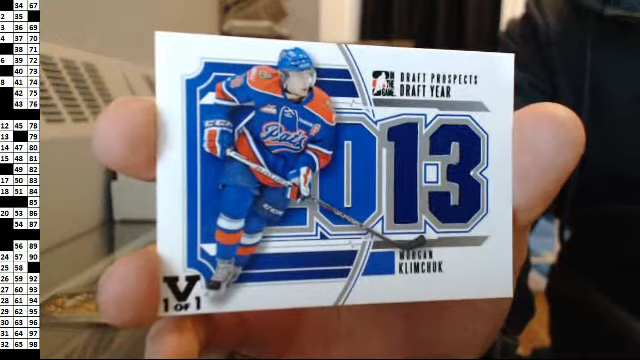 34 67
2 35
3 36 69
4 37 70
38 71
6 39 72
40 73
8 41 74
42 75
43 76
12 45 78
13 79
14 47 80
15 48 81
49 82
17 50 83
18 51 84
85
20 53 86
54 87
56 89
24 57 90
25 58
26 59 92
27 60 93
28 61 94
29 62 95
30 63 96
31 64 97
32 65 98
DRAFT PROSPECTS
DRAFT YEAR
Pats
2013
MORGAN
KLIMCHUK
V
1 OF 1